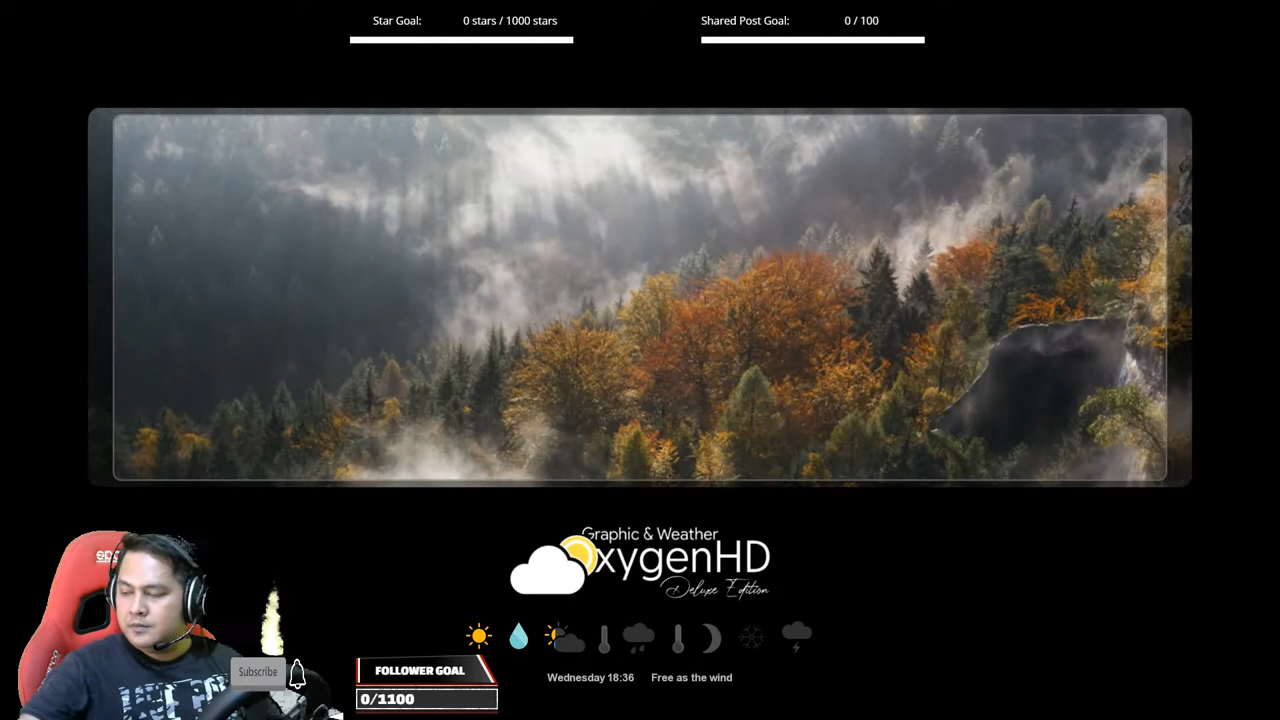 Star Goal: 0 stars / 1000 stars
Shared Post Goal: 0 / 100
Graphic & Weather
xygenHD
Deluxe Edition
Subscribe
FOLLOWER GOAL
0/1100
Wednesday 18:36 Free as the wind